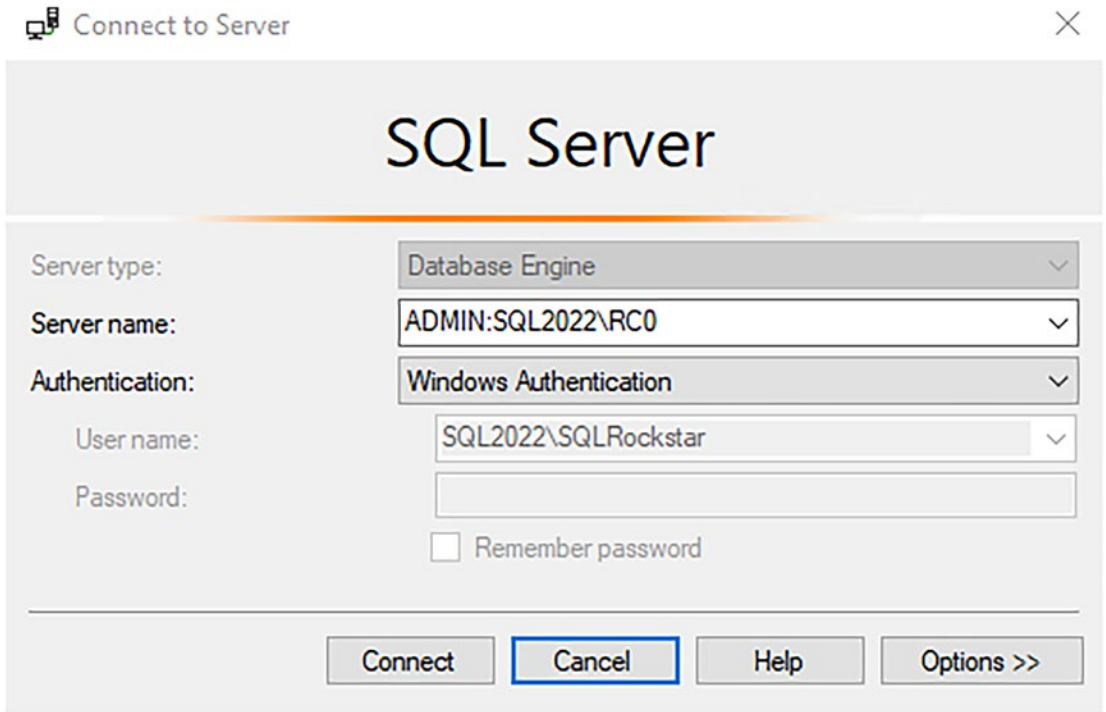 Connect to Server
SQL Server
Server type: Database Engine
Server name: ADMIN:SQL2022\RC0
Authentication: Windows Authentication
User name: SQL2022\SQLRockstar
Password:
Remember password
Connect Cancel Help Options >>